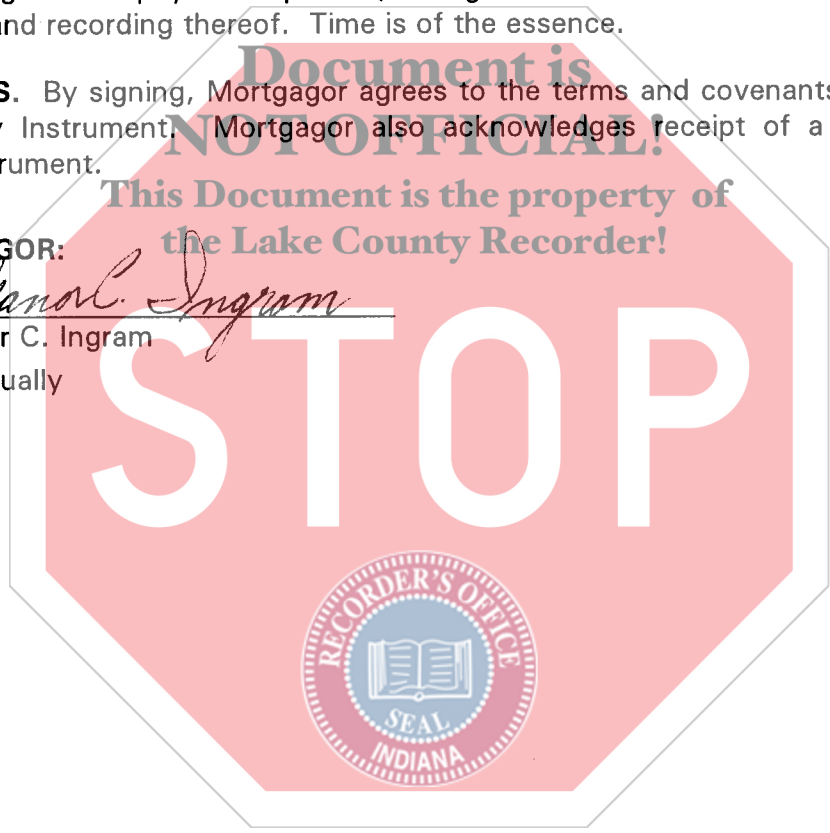 and recording thereof. Time is of the essence.
Document is
S. By signing, Mortgagor agrees to the terms and covenants
Instrument. Mortgagor also acknowledges receipt of a
NOT OFFICIAL!
rument.
This Document is the property of
the Lake County Recorder!
GOR:
anor C. Ingram
r C. Ingram
ually
STOP
RECORDER'S OFFICE
SEAL
INDIANA